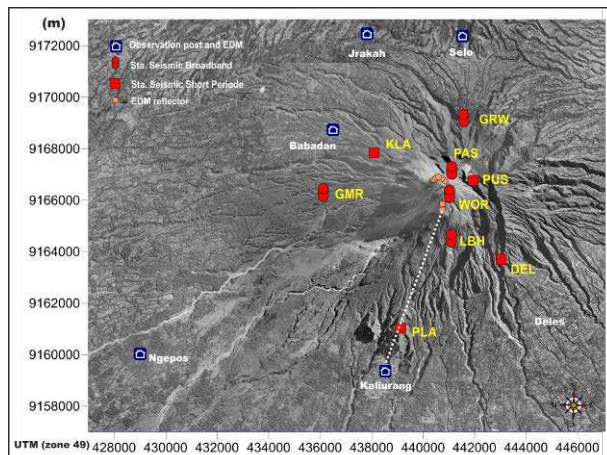 (m)
9172000
9170000
9168000
9166000
9164000
9162000
9160000
9158000
Observation post and EDM
Sta. Seismic Broadband
Sta. Seismic Short Periode
EDM reflector
Jrakah
Selo
GRW
Babadan
KLA
PAS
PUS
GMR
WOR
LBH
DEL
Deles
PLA
Ngepos
Kaliurang
UTM (zone 49)
428000 430000 432000 434000 436000 438000 440000 442000 444000 446000